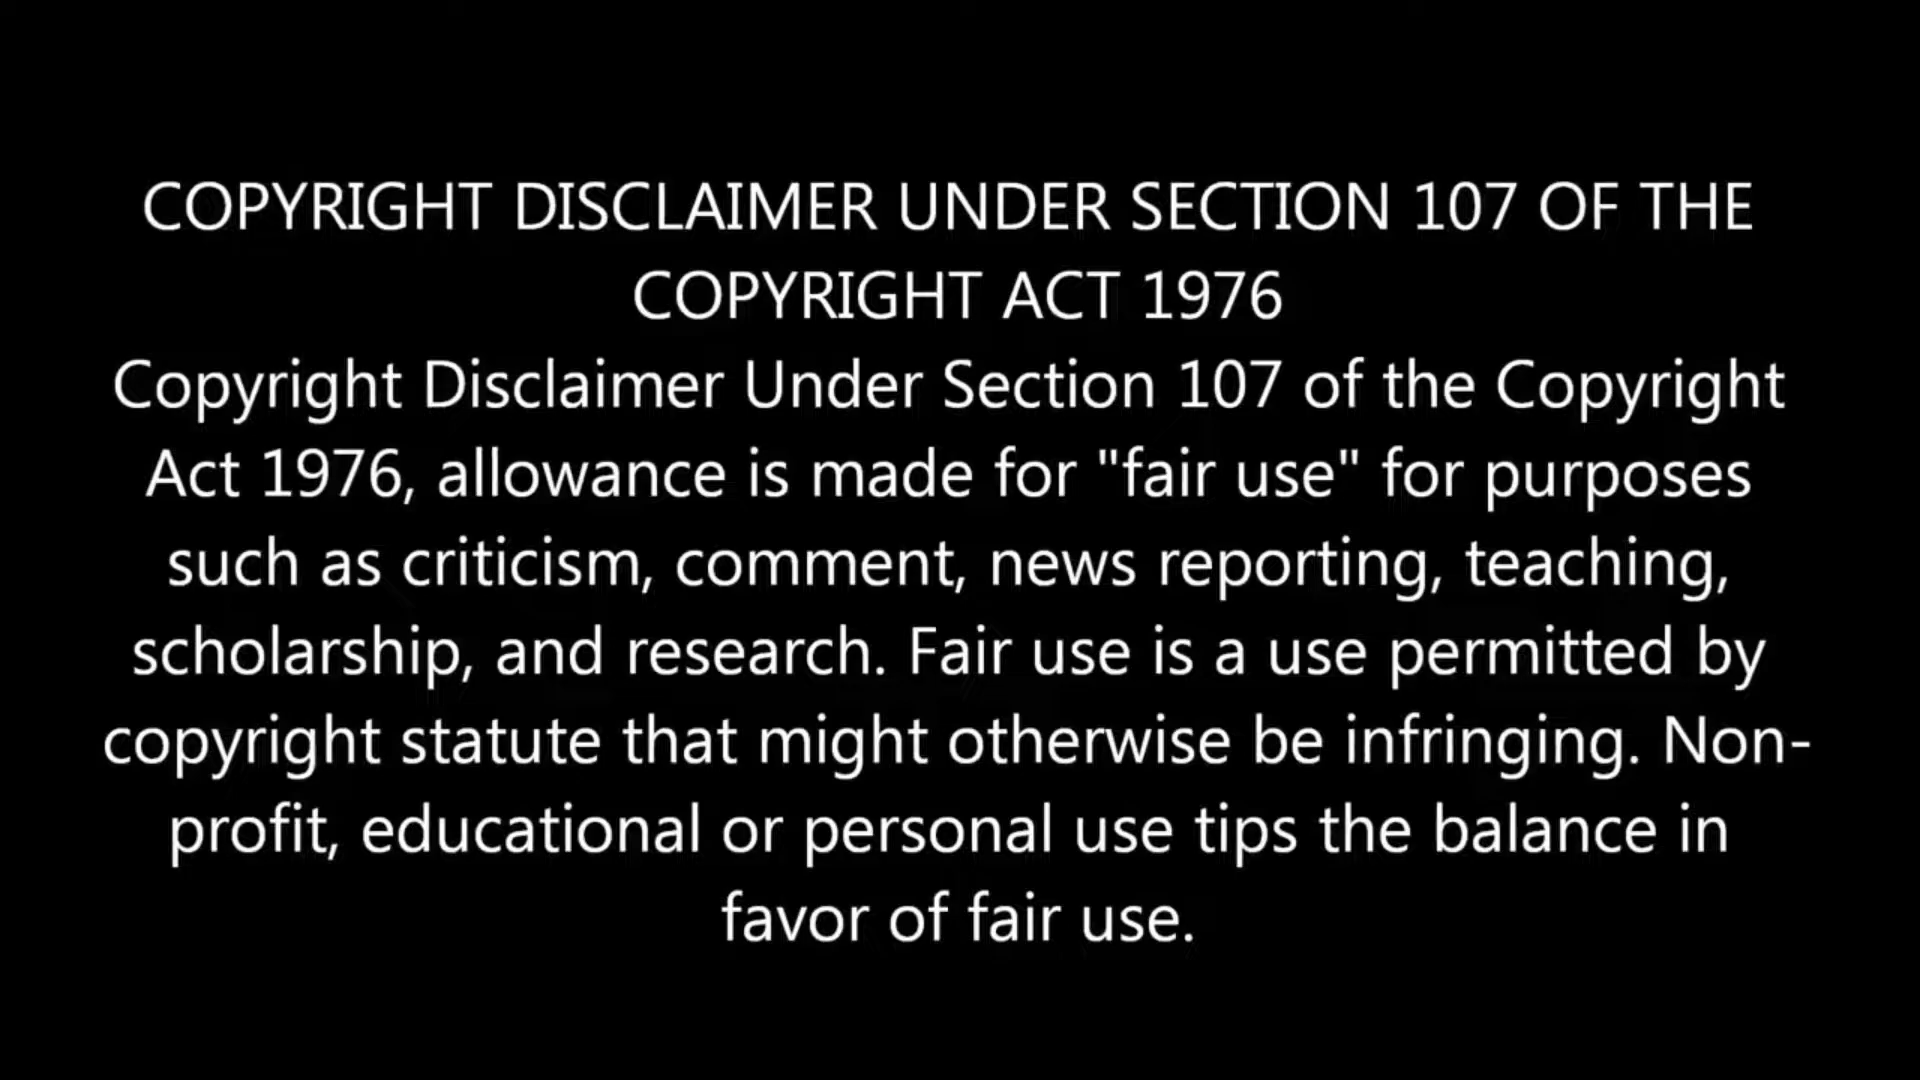 COPYRIGHT DISCLAIMER UNDER SECTION 107 OF THE
COPYRIGHT ACT 1976
Copyright Disclaimer Under Section 107 of the Copyright
Act 1976, allowance is made for "fair use" for purposes
such as criticism, comment, news reporting, teaching,
scholarship, and research. Fair use is a use permitted by
copyright statute that might otherwise be infringing. Non-
profit, educational or personal use tips the balance in
favor of fair use.